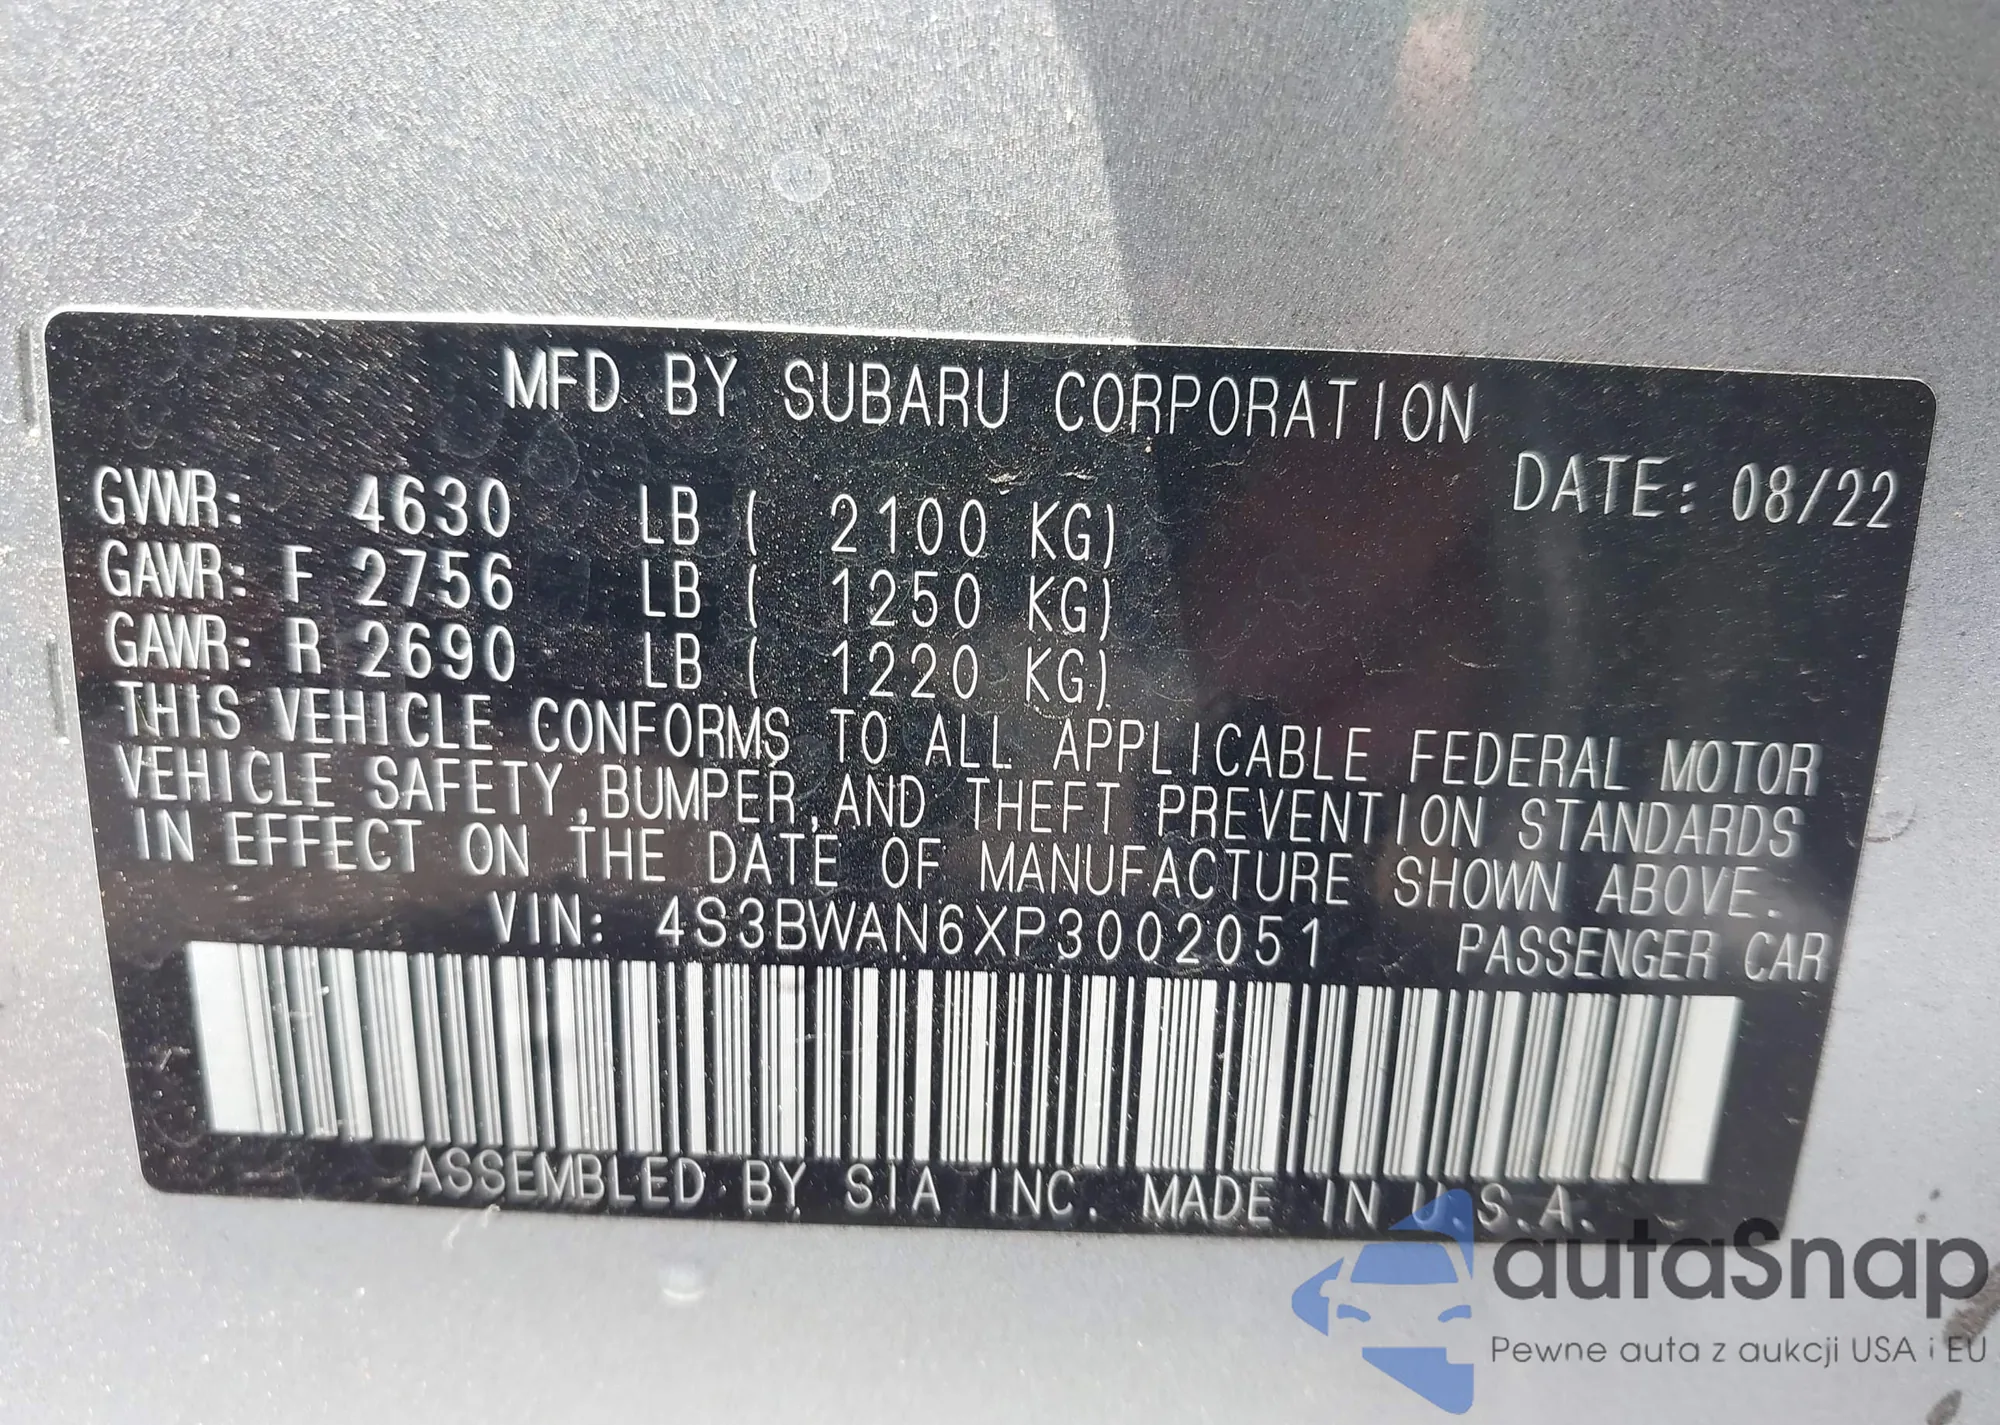 MFD.BY SUBARU CORPORATION
DATE: 08/22
GVWR: 4630 LB ( 2100 KG)
GAWR: F 2756 LB ( 1250 KG)
GAWR: R 2690 LB ( 1220 KG)
THIS VEHICLE CONFORMS TO ALL APPLICABLE FEDERAL MOTOR
VEHICLE SAFETY,BUMPER,AND THEFT PREVENTION STANDARDS
IN EFFECT ON THE DATE OF MANUFACTURE SHOWN ABOVE.
VIN: 4S3BWAN6XP3002051 PASSENGER CAR
ASSEMBLED BY SIA INC. MADE IN U.S.A.
autaSnap
Pewne auta z aukcji USA i EU